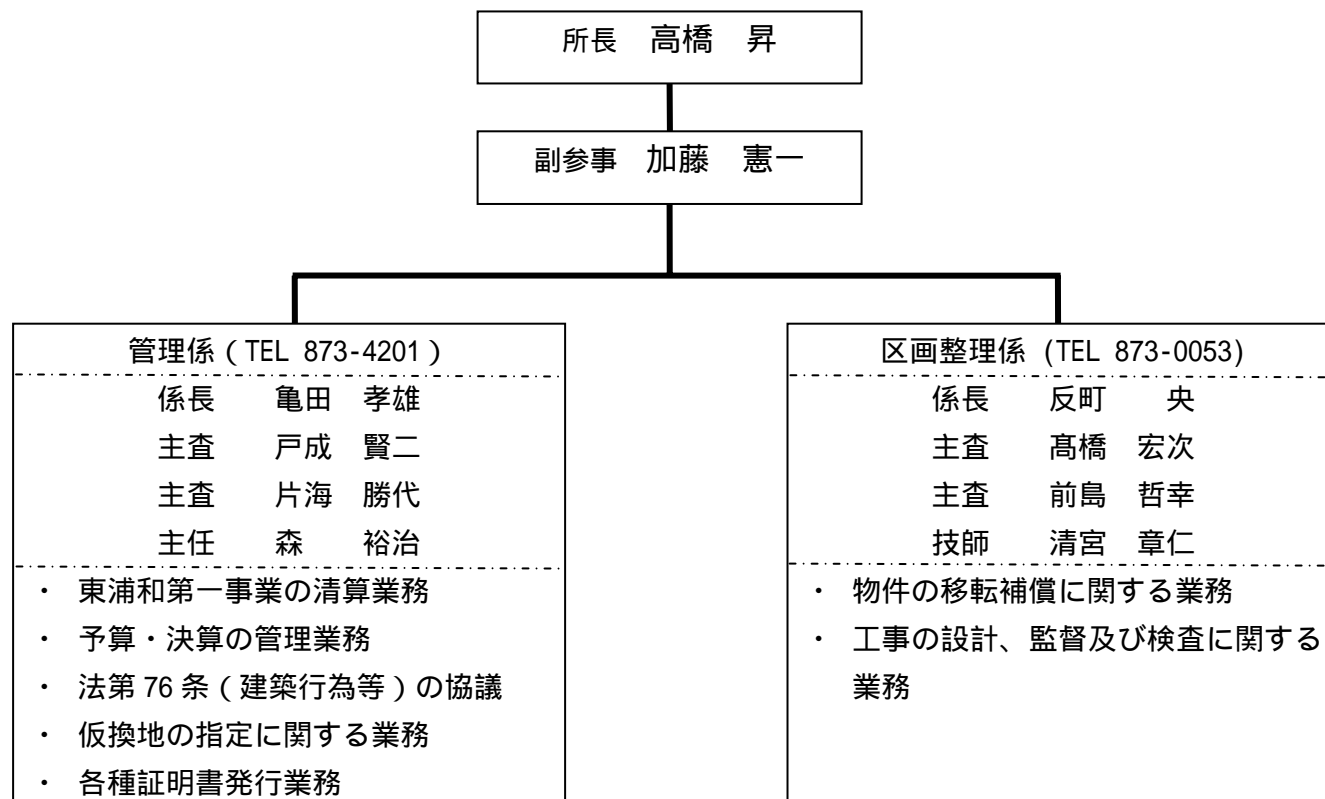 所長　高橋　昇
副参事　加藤　憲一
管理係（TEL 873-4201）
係長　亀田　孝雄
主査　戸成　賢二
主査　片海　勝代
主任　森　　裕治
・ 東浦和第一事業の清算業務
・ 予算・決算の管理業務
・ 法第 76 条（建築行為等）の協議
・ 仮換地の指定に関する業務
・ 各種証明書発行業務
区画整理係 (TEL 873-0053)
係長　反町　　央
主査　髙橋　宏次
主査　前島　哲幸
技師　清宮　章仁
・ 物件の移転補償に関する業務
・ 工事の設計、監督及び検査に関する
業務